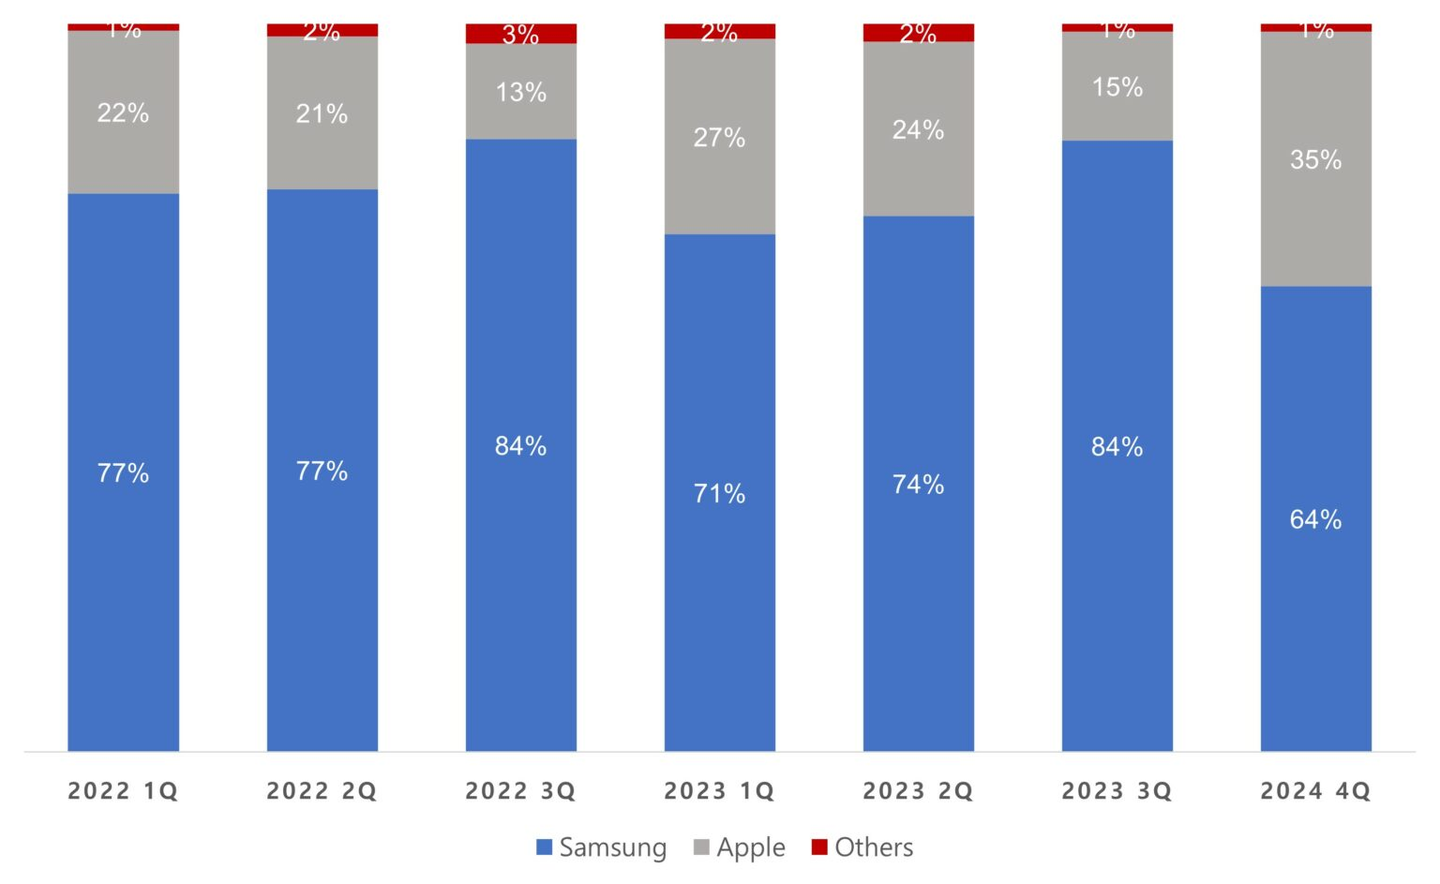 1% 2% 3% 2% 2% 1% 1%
22% 21% 13% 27% 24% 15% 35%
77% 77% 84% 71% 74% 84% 64%
2022 1Q 2022 2Q 2022 3Q 2023 1Q 2023 2Q 2023 3Q 2024 4Q
Samsung Apple Others